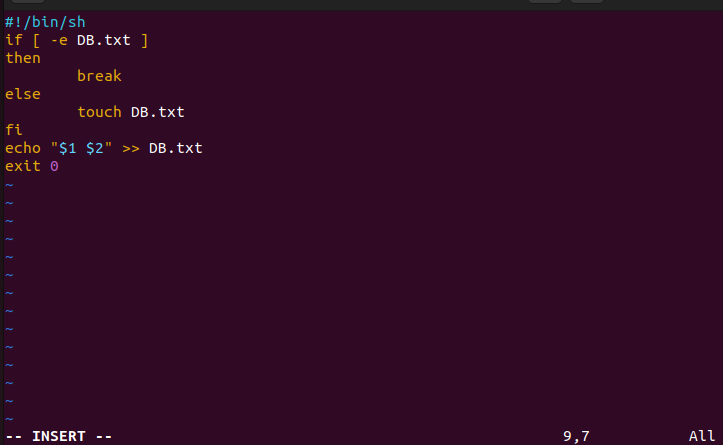 #!/bin/sh
if [ -e DB.txt ]
then
        break
else
        touch DB.txt
fi
echo "$1 $2" >> DB.txt
exit 0
~
~
~
~
~
~
~
~
~
~
~
~
~
~
-- INSERT --                                                  9,7           All